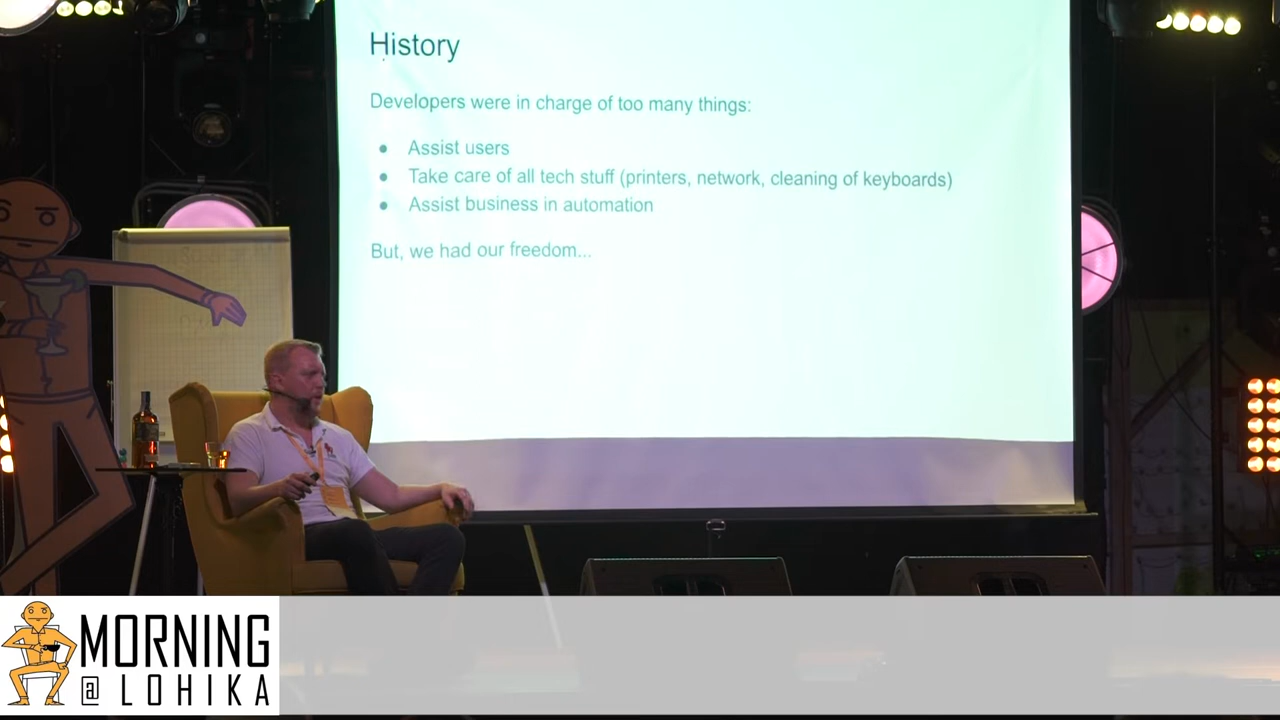 History
Developers were in charge of too many things:
● Assist users
● Take care of all tech stuff (printers, network, cleaning of keyboards)
● Assist business in automation
But, we had our freedom...
MORNING
@ LOHIKA